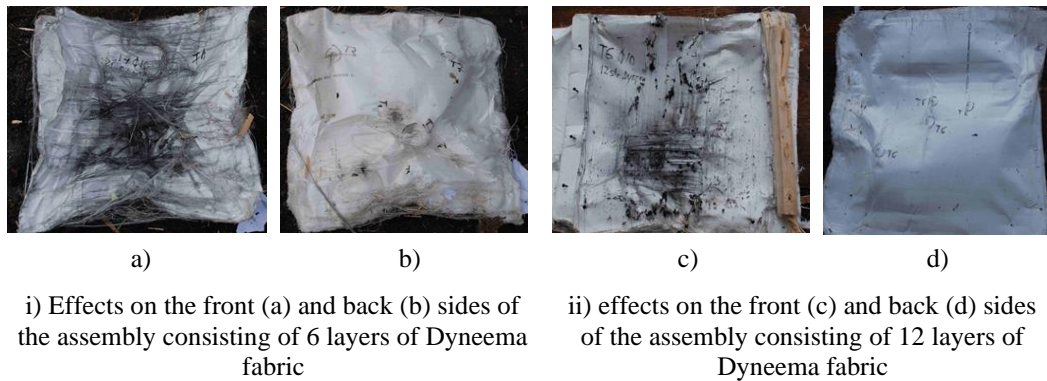 a)
b)
c)
d)
i) Effects on the front (a) and back (b) sides of
the assembly consisting of 6 layers of Dyneema
fabric
ii) effects on the front (c) and back (d) sides
of the assembly consisting of 12 layers of
Dyneema fabric